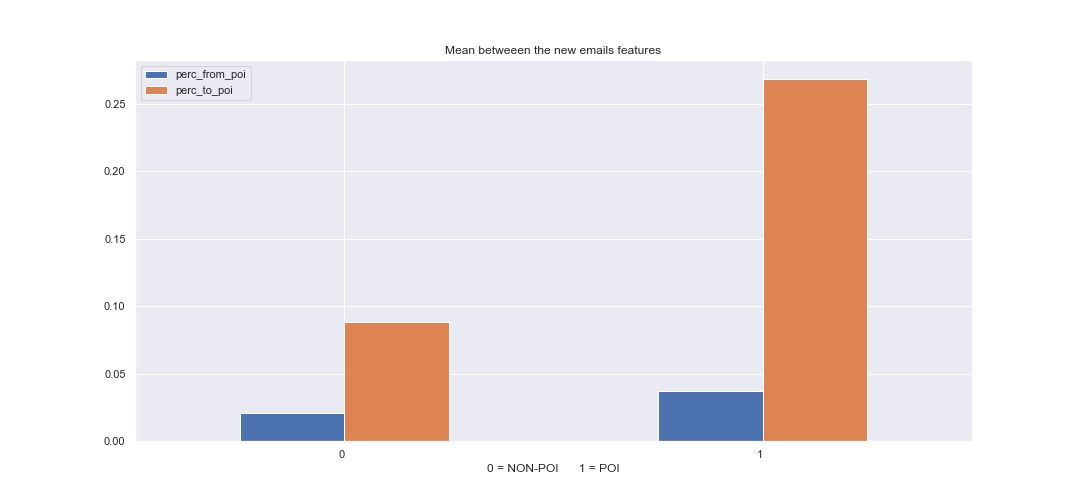 Mean betweeen the new emails features
perc_from_poi
perc_to_poi
0.25
0.20
0.15
0.10
0.05
0.00
0 1
0 = NON-POI 1 = POI